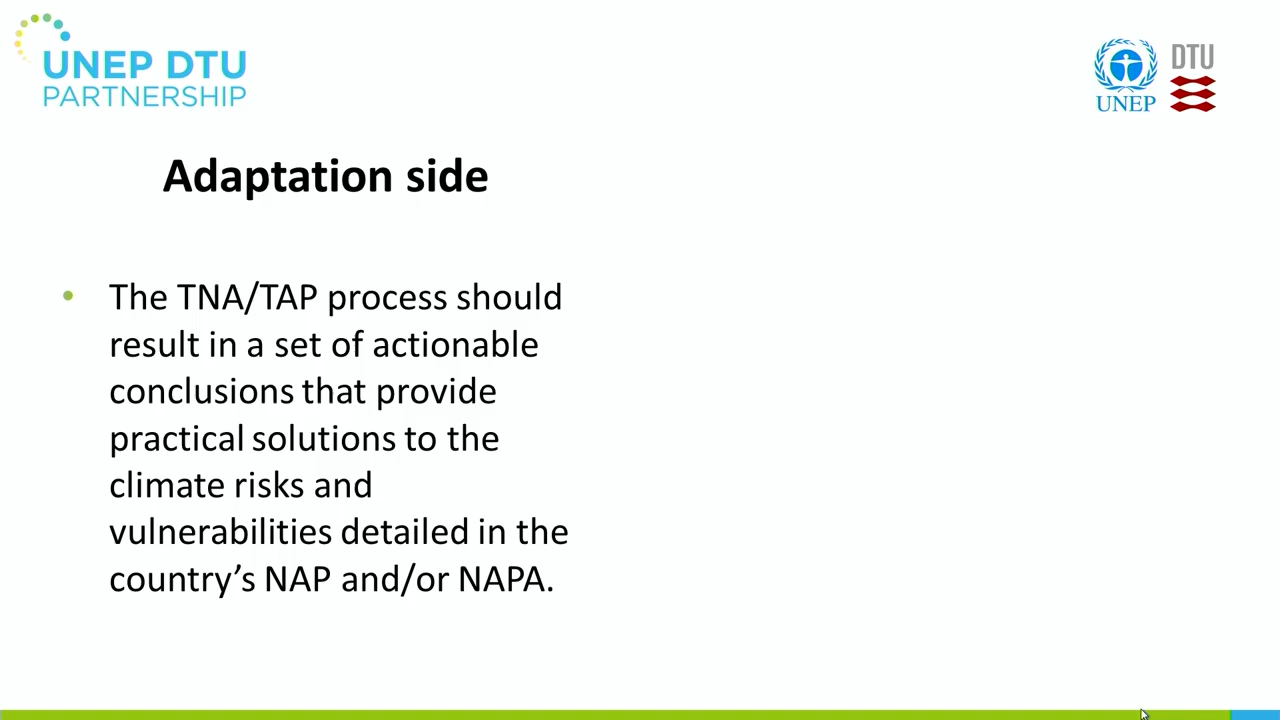 UNEP DTU
PARTNERSHIP
UNEP
DTU
Adaptation side
• The TNA/TAP process should
result in a set of actionable
conclusions that provide
practical solutions to the
climate risks and
vulnerabilities detailed in the
country’s NAP and/or NAPA.